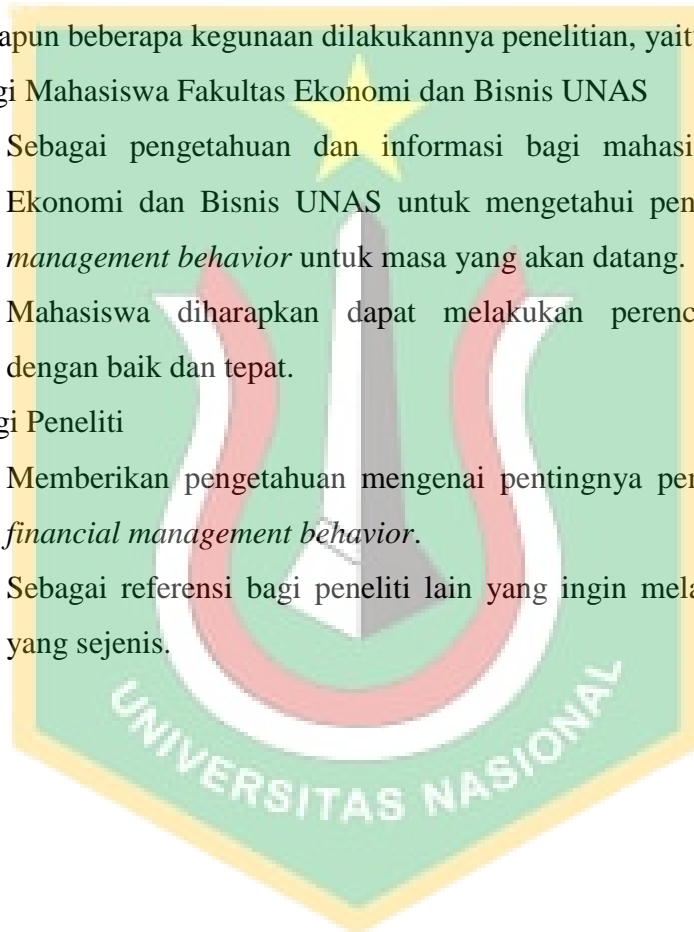 apun beberapa kegunaan dilakukannya penelitian, yait
gi Mahasiswa Fakultas Ekonomi dan Bisnis UNAS
Sebagai pengetahuan dan informasi bagi mahasi
Ekonomi dan Bisnis UNAS untuk mengetahui pen
management behavior untuk masa yang akan datang.
Mahasiswa diharapkan dapat melakukan perenc
dengan baik dan tepat.
gi Peneliti
Memberikan pengetahuan mengenai pentingnya per
financial management behavior.
Sebagai referensi bagi peneliti lain yang ingin mela
yang sejenis.
UNIVERSITAS NASIONAL